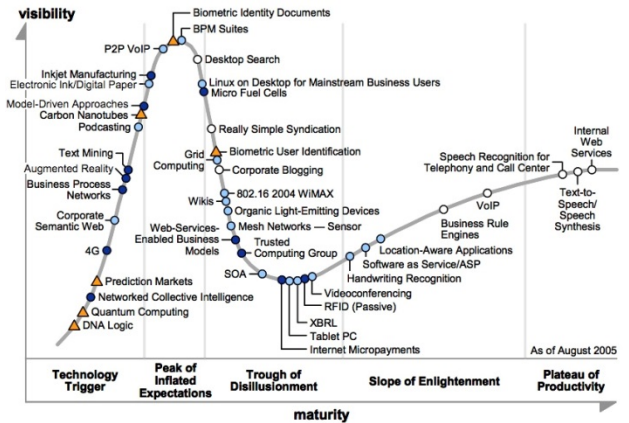 visibility
Biometric Identity Documents
BPM Suites
P2P VoIP
Desktop Search
Inkjet Manufacturing
Electronic Ink/Digital Paper
Linux on Desktop for Mainstream Business Users
Micro Fuel Cells
Model-Driven Approaches
Carbon Nanotubes
Podcasting
Really Simple Syndication
Text Mining
Augmented Reality
Business Process
Networks
Grid
Computing
Biometric User Identification
Corporate Blogging
Wikis
802.16 2004 WiMAX
Organic Light-Emitting Devices
Mesh Networks — Sensor
Corporate
Semantic Web
Web-Services-
Enabled Business
Models
Trusted
Computing Group
4G
SOA
Prediction Markets
Networked Collective Intelligence
Quantum Computing
DNA Logic
Videoconferencing
RFID (Passive)
XBRL
Tablet PC
Internet Micropayments
Handwriting Recognition
Software as Service/ASP
Location-Aware Applications
Business Rule
Engines
VoIP
Speech Recognition for
Telephony and Call Center
Internal
Web
Services
Text-to-
Speech/
Speech
Synthesis
As of August 2005
Technology
Trigger
Peak of
Inflated
Expectations
Trough of
Disillusionment
Slope of Enlightenment
Plateau of
Productivity
maturity